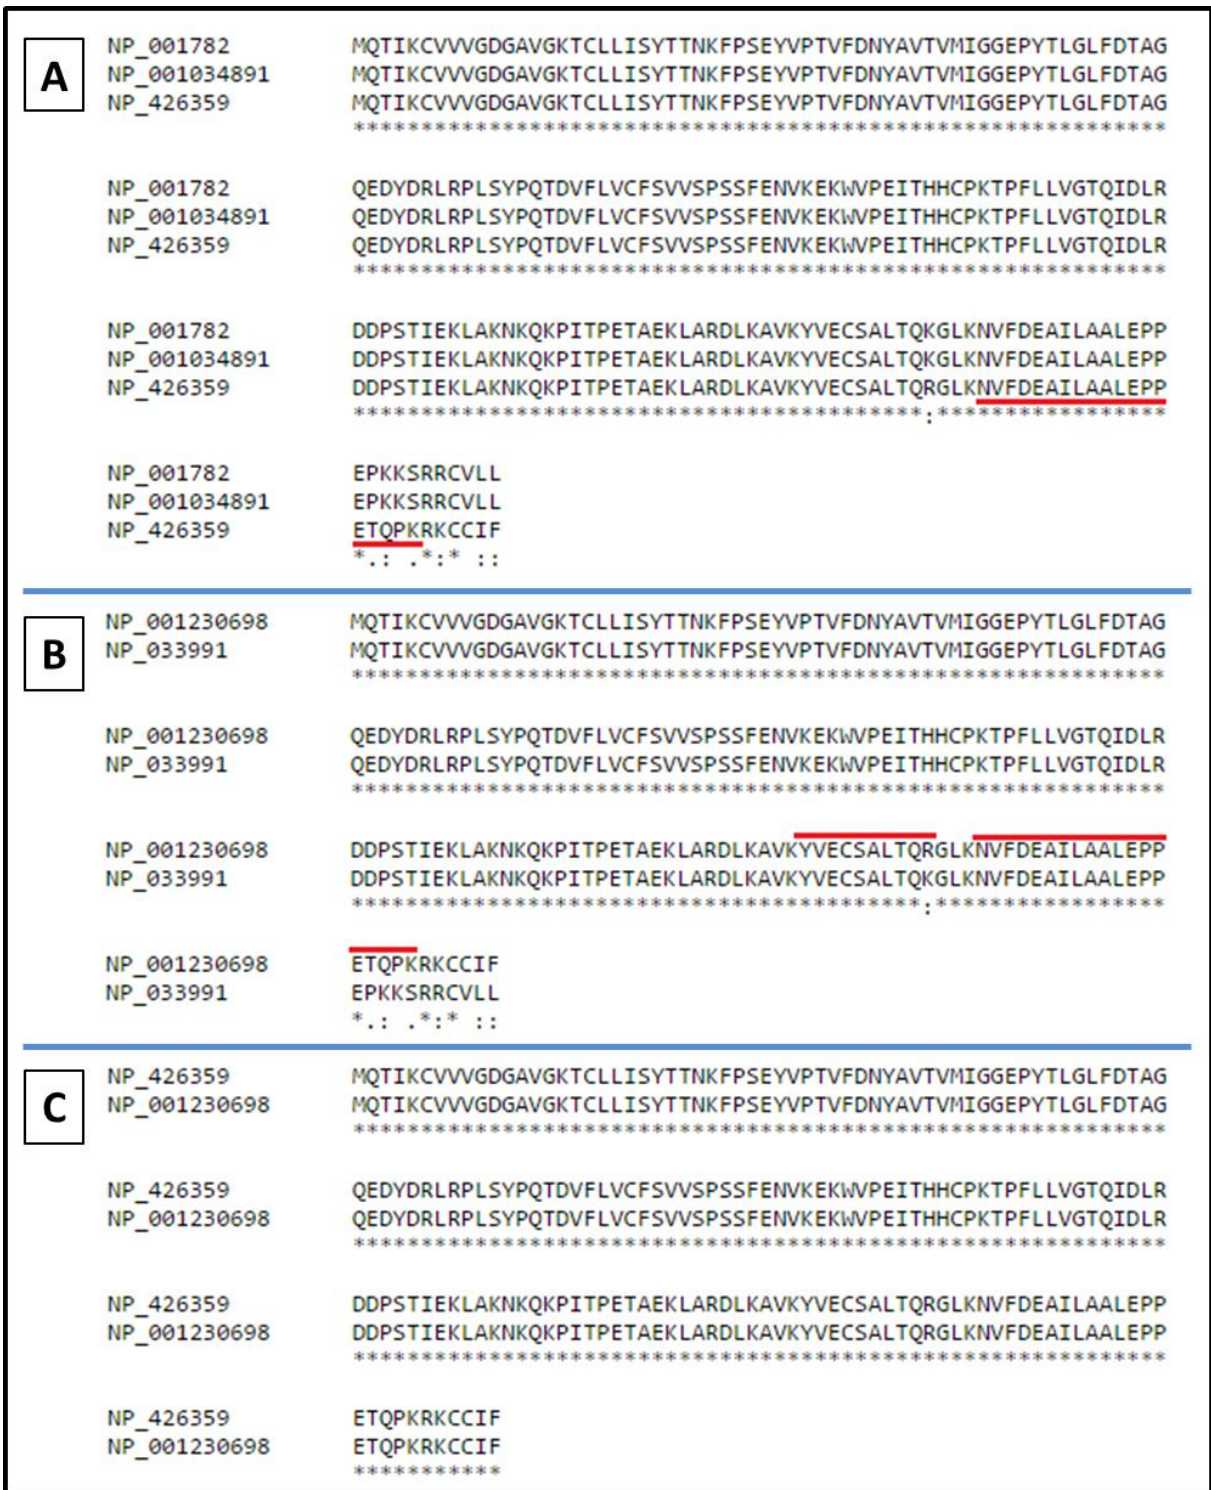 A
NP_001782 MQTIKCVVVGDGAVGKTCLLISYTTNKFPSEYVPTVFDNYAVTVMIGGEPYTLGLFDTAG
NP_001034891 MQTIKCVVVGDGAVGKTCLLISYTTNKFPSEYVPTVFDNYAVTVMIGGEPYTLGLFDTAG
NP_426359 MQTIKCVVVGDGAVGKTCLLISYTTNKFPSEYVPTVFDNYAVTVMIGGEPYTLGLFDTAG
************************************************************
NP_001782 QEDYDRLRPLSYPQTDVFLVCFSVVSPSSFENVKEKWVPEITHHCPKTPFLLVGTQIDLR
NP_001034891 QEDYDRLRPLSYPQTDVFLVCFSVVSPSSFENVKEKWVPEITHHCPKTPFLLVGTQIDLR
NP_426359 QEDYDRLRPLSYPQTDVFLVCFSVVSPSSFENVKEKWVPEITHHCPKTPFLLVGTQIDLR
************************************************************
NP_001782 DDPSTIEKLAKNKQKPITPETAEKLARDLKAVKYVECSALTQKGLKNVFDEAILAALEPP
NP_001034891 DDPSTIEKLAKNKQKPITPETAEKLARDLKAVKYVECSALTQKGLKNVFDEAILAALEPP
NP_426359 DDPSTIEKLAKNKQKPITPETAEKLARDLKAVKYVECSALTQRGLKNVFDEAILAALEPP
******************************************:*****************
NP_001782 EPKKSRRCVLL
NP_001034891 EPKKSRRCVLL
NP_426359 ETQPKRKCCIF
*.: .*:* ::
B
NP_001230698 MQTIKCVVVGDGAVGKTCLLISYTTNKFPSEYVPTVFDNYAVTVMIGGEPYTLGLFDTAG
NP_033991 MQTIKCVVVGDGAVGKTCLLISYTTNKFPSEYVPTVFDNYAVTVMIGGEPYTLGLFDTAG
************************************************************
NP_001230698 QEDYDRLRPLSYPQTDVFLVCFSVVSPSSFENVKEKWVPEITHHCPKTPFLLVGTQIDLR
NP_033991 QEDYDRLRPLSYPQTDVFLVCFSVVSPSSFENVKEKWVPEITHHCPKTPFLLVGTQIDLR
************************************************************
NP_001230698 DDPSTIEKLAKNKQKPITPETAEKLARDLKAVKYVECSALTQRGLKNVFDEAILAALEPP
NP_033991 DDPSTIEKLAKNKQKPITPETAEKLARDLKAVKYVECSALTQKGLKNVFDEAILAALEPP
******************************************:*****************
NP_001230698 ETQPKRKCCIF
NP_033991 EPKKSRRCVLL
*.: .*:* ::
C
NP_426359 MQTIKCVVVGDGAVGKTCLLISYTTNKFPSEYVPTVFDNYAVTVMIGGEPYTLGLFDTAG
NP_001230698 MQTIKCVVVGDGAVGKTCLLISYTTNKFPSEYVPTVFDNYAVTVMIGGEPYTLGLFDTAG
************************************************************
NP_426359 QEDYDRLRPLSYPQTDVFLVCFSVVSPSSFENVKEKWVPEITHHCPKTPFLLVGTQIDLR
NP_001230698 QEDYDRLRPLSYPQTDVFLVCFSVVSPSSFENVKEKWVPEITHHCPKTPFLLVGTQIDLR
************************************************************
NP_426359 DDPSTIEKLAKNKQKPITPETAEKLARDLKAVKYVECSALTQRGLKNVFDEAILAALEPP
NP_001230698 DDPSTIEKLAKNKQKPITPETAEKLARDLKAVKYVECSALTQRGLKNVFDEAILAALEPP
************************************************************
NP_426359 ETQPKRKCCIF
NP_001230698 ETQPKRKCCIF
***********